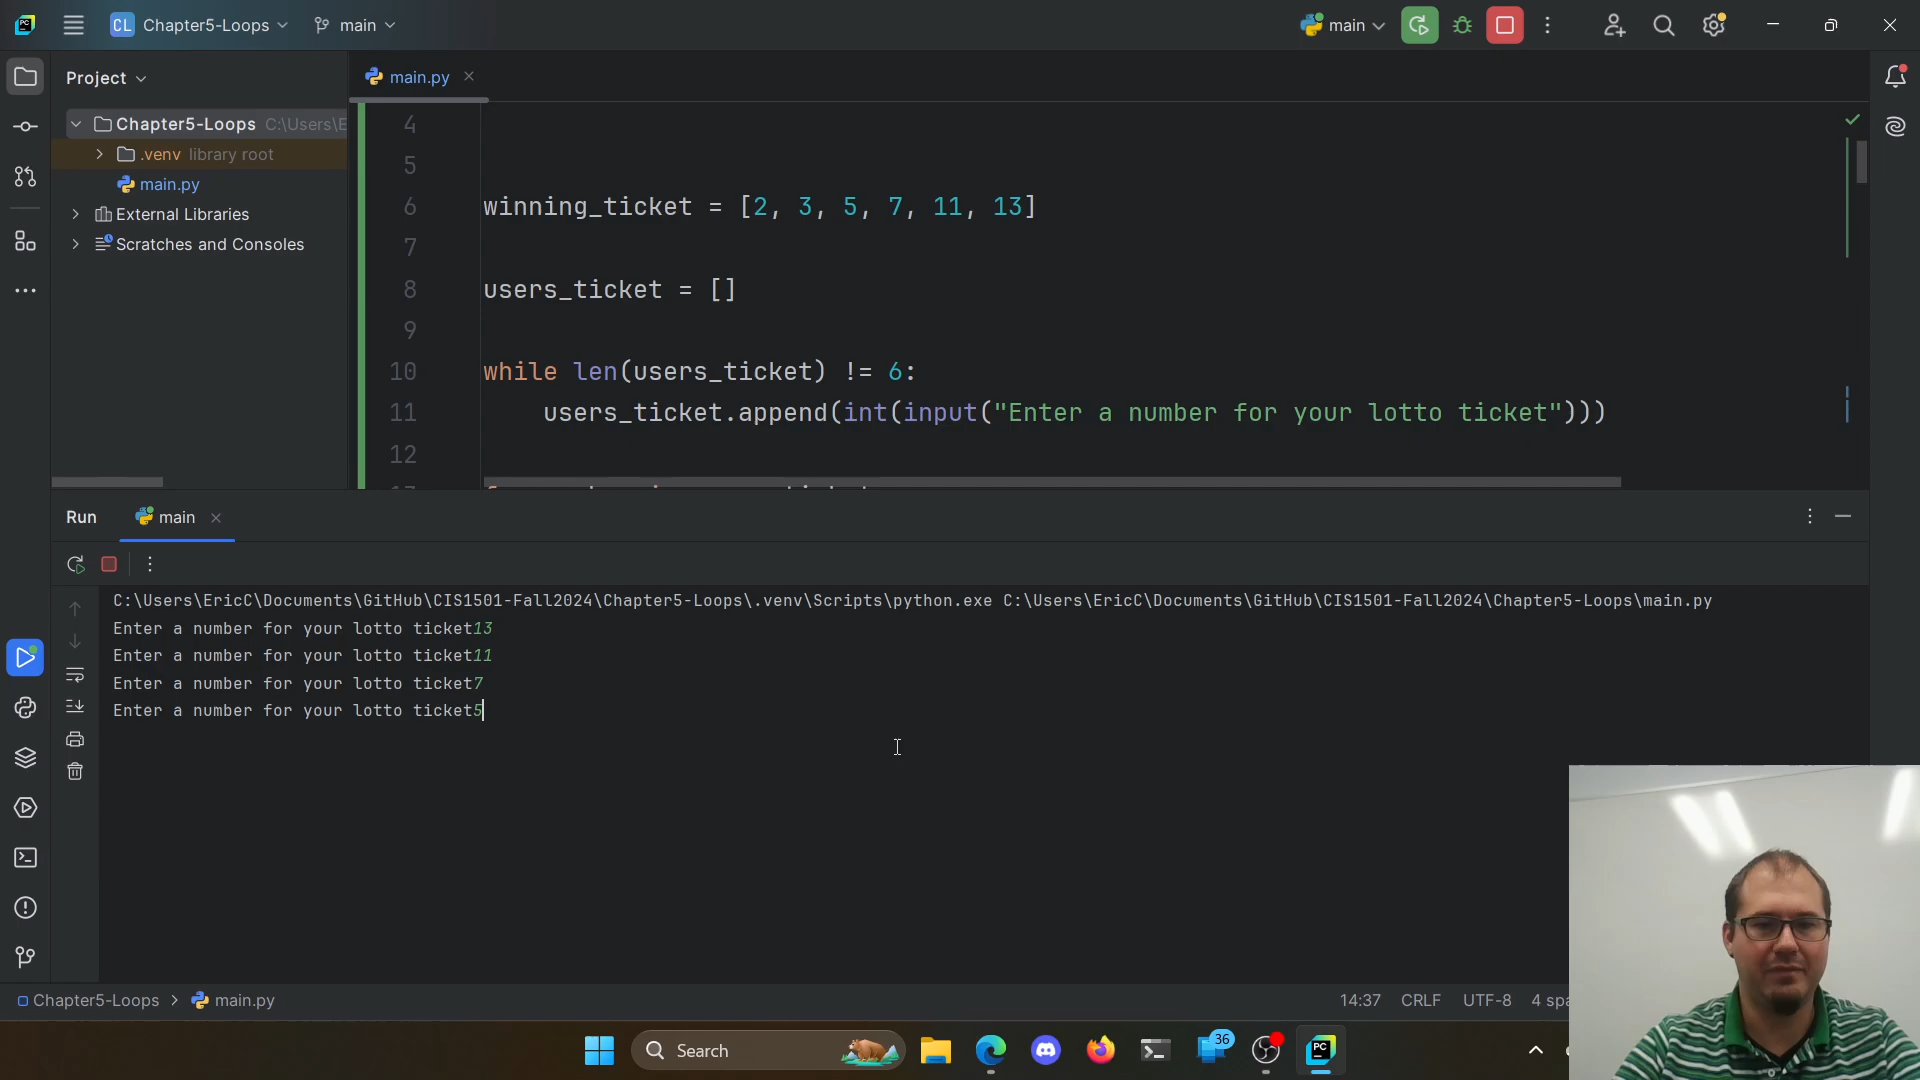 CL Chapter5-Loops main main
Project main.py
Chapter5-Loops C:\Users\E
.venv library root
main.py
External Libraries
Scratches and Consoles
4
5
6 winning_ticket = [2, 3, 5, 7, 11, 13]
7
8 users_ticket = []
9
10 while len(users_ticket) != 6:
11 users_ticket.append(int(input("Enter a number for your lotto ticket")))
12
Run main
C:\Users\EricC\Documents\GitHub\CIS1501-Fall2024\Chapter5-Loops\.venv\Scripts\python.exe C:\Users\EricC\Documents\GitHub\CIS1501-Fall2024\Chapter5-Loops\main.py
Enter a number for your lotto ticket13
Enter a number for your lotto ticket11
Enter a number for your lotto ticket7
Enter a number for your lotto ticket5
Chapter5-Loops main.py 14:37 CRLF UTF-8 4 spa
Search 36 PC